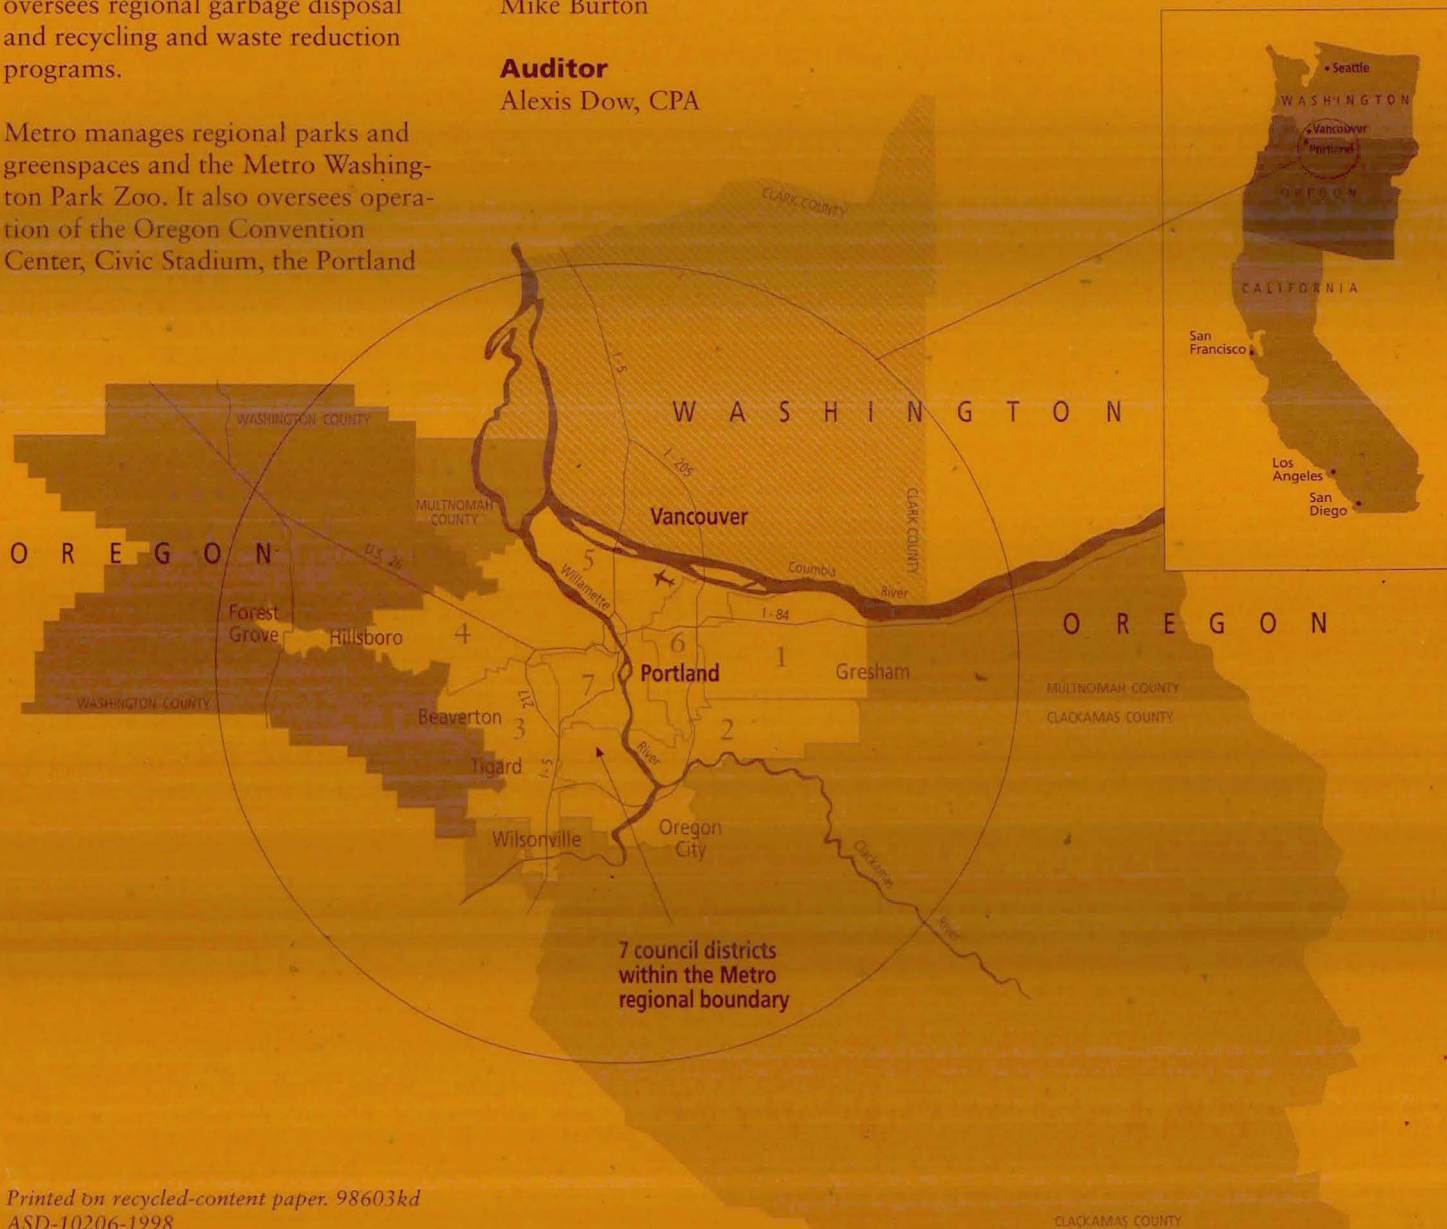 oversees regional garbage disposal
and recycling and waste reduction
programs.
Metro manages regional parks and
greenspaces and the Metro Washing-
ton Park Zoo. It also oversees opera-
tion of the Oregon Convention
Center, Civic Stadium, the Portland
Mike Burton
Auditor
Alexis Dow, CPA
Seattle
WASHINGTON
Vancouver
Portland
OREGON
CALIFORNIA
San
Francisco
Los
Angeles
San
Diego
CLARK COUNTY
I-5
WASHINGTON
I-205
WASHINGTON COUNTY
MULTNOMAH
COUNTY
Vancouver
CLARK COUNTY
OREGON
U.S. 26
5
Willamette
Coumbia
River
I-84
OREGON
Forest
Grove
Hillsboro
4
6
1
Portland
Gresham
7
217
WASHINGTON COUNTY
MULTNOMAH COUNTY
CLACKAMAS COUNTY
Beaverton
3
2
Tigard
I-5
River
Wilsonville
Oregon
City
Clackamas
River
7 council districts
within the Metro
regional boundary
Printed on recycled-content paper. 98603kd
ASD-10206-1998
CLACKAMAS COUNTY